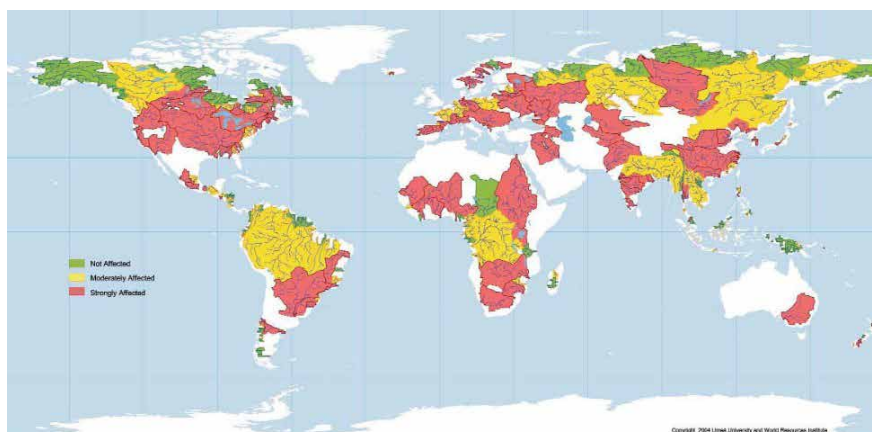 Not Affected
Moderately Affected
Strongly Affected
Copyright 2004 Umeå University and World Resources Institute